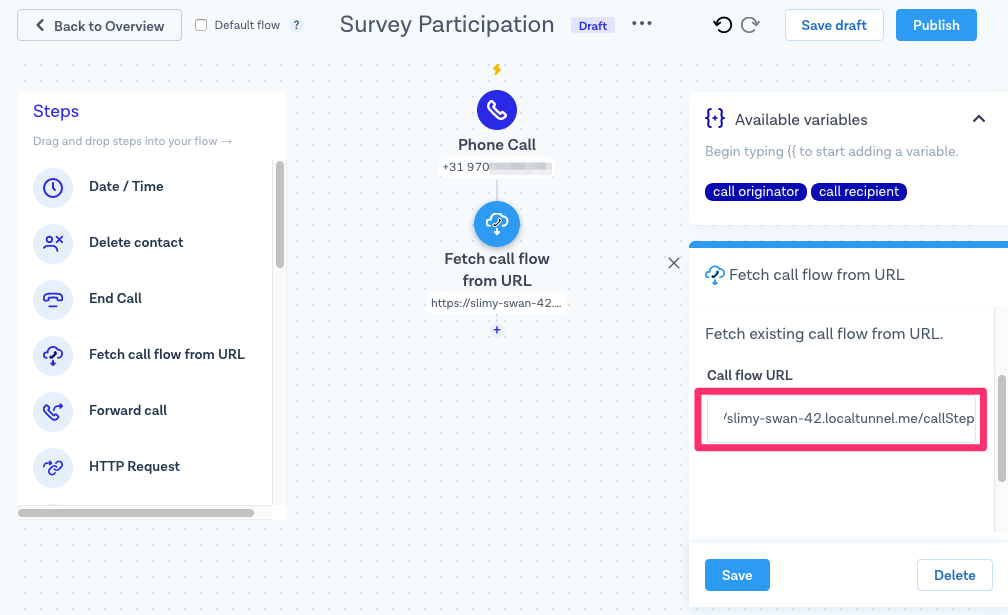 Back to Overview
Default flow ?
Survey Participation
Draft
Save draft
Publish
Steps
Drag and drop steps into your flow →
Date / Time
Delete contact
End Call
Fetch call flow from URL
Forward call
HTTP Request
Phone Call
+31 970
Fetch call flow
from URL
https://slimy-swan-42....
+
Available variables
Begin typing {{ to start adding a variable.
call originator
call recipient
Fetch call flow from URL
Fetch existing call flow from URL.
Call flow URL
/slimy-swan-42.localtunnel.me/callStep
Save
Delete